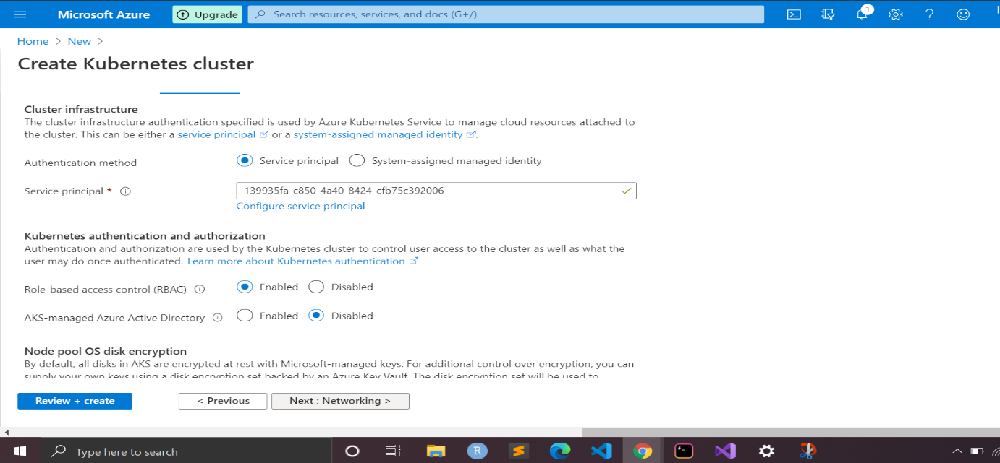 Microsoft Azure
Upgrade
Search resources, services, and docs (G+/)
1
Home > New >
Create Kubernetes cluster
Cluster infrastructure
The cluster infrastructure authentication specified is used by Azure Kubernetes Service to manage cloud resources attached to
the cluster. This can be either a service principal or a system-assigned managed identity .
Authentication method
Service principal
System-assigned managed identity
Service principal *
139935fa-c850-4a40-8424-cfb75c392006
Configure service principal
Kubernetes authentication and authorization
Authentication and authorization are used by the Kubernetes cluster to control user access to the cluster as well as what the
user may do once authenticated. Learn more about Kubernetes authentication
Role-based access control (RBAC)
Enabled
Disabled
AKS-managed Azure Active Directory
Enabled
Disabled
Node pool OS disk encryption
By default, all disks in AKS are encrypted at rest with Microsoft-managed keys. For additional control over encryption, you can
supply your own keys using a disk encryption set backed by an Azure Key Vault. The disk encryption set will be used to
Review + create
< Previous
Next : Networking >
Type here to search
R